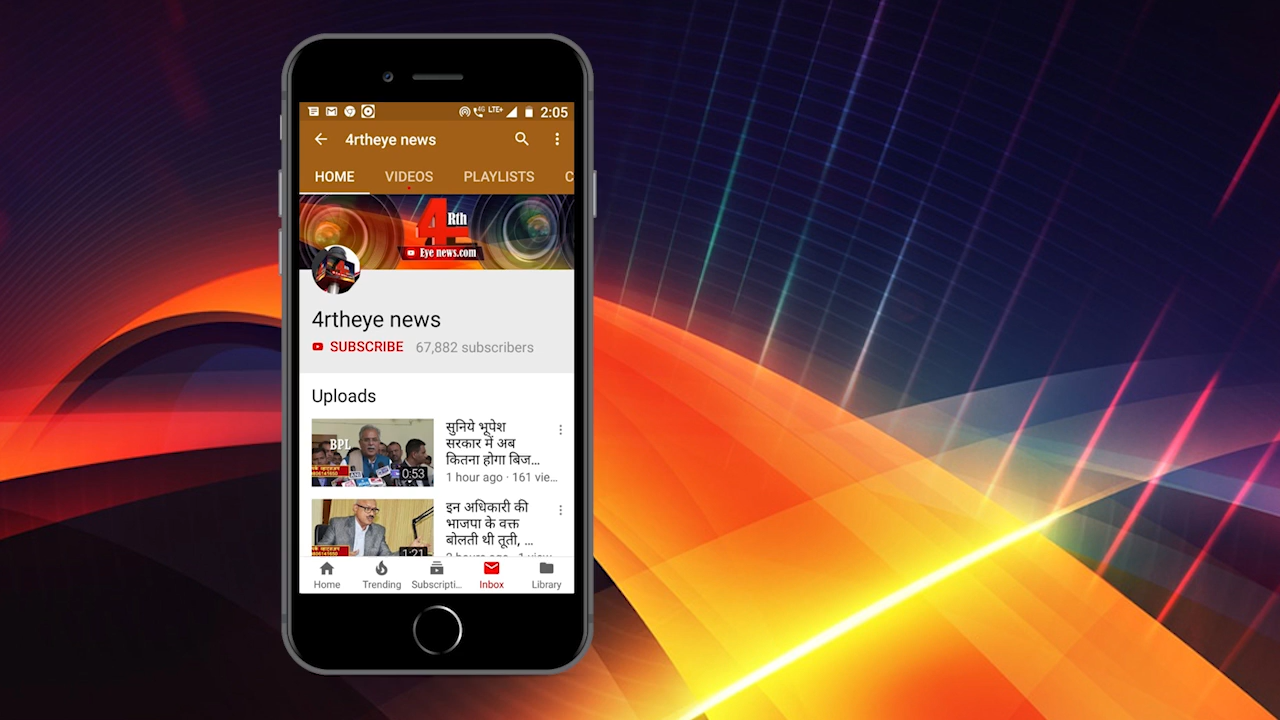 4G LTE+ 2:05
4rtheye news
HOME VIDEOS PLAYLISTS C
4 Rth
Eye news.com
4rtheye news
SUBSCRIBE 67,882 subscribers
Uploads
BPL
0:53
सुनिये भूपेश
सरकार में अब
कितना होगा बिज...
1 hour ago · 161 vie...
1:21
इन अधिकारी की
भाजपा के वक्त
बोलती थी तूती, ...
Home Trending Subscripti... Inbox Library